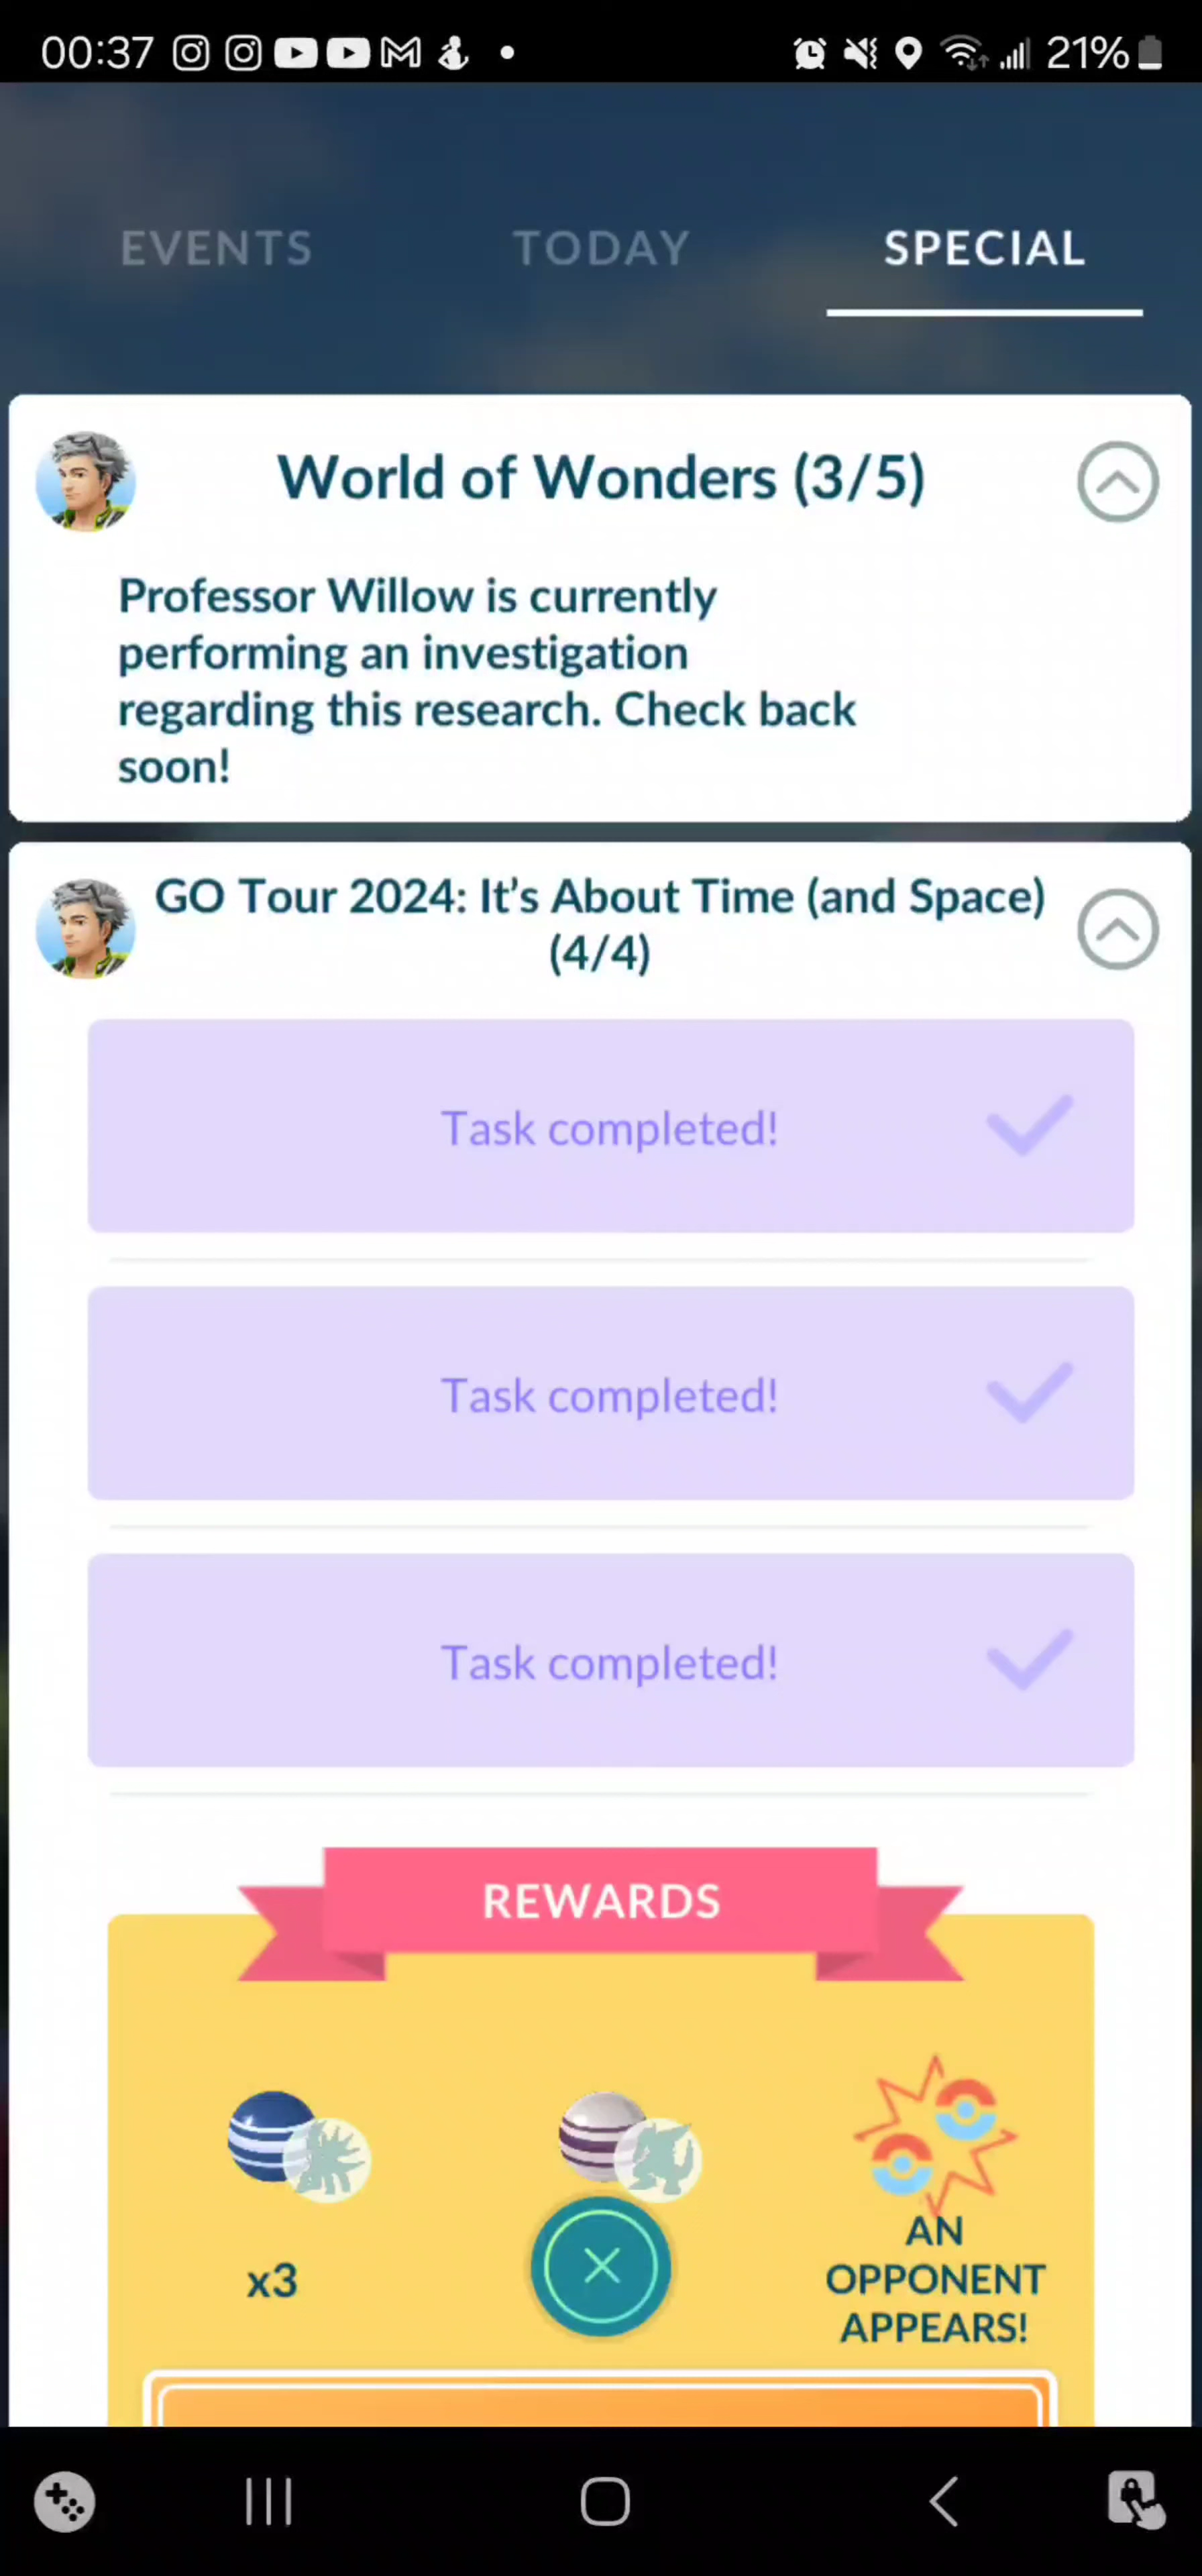 00:37 21%
EVENTS TODAY SPECIAL
World of Wonders (3/5)
Professor Willow is currently
performing an investigation
regarding this research. Check back
soon!
GO Tour 2024: It's About Time (and Space)
(4/4)
Task completed!
Task completed!
Task completed!
REWARDS
x3
AN
OPPONENT
APPEARS!